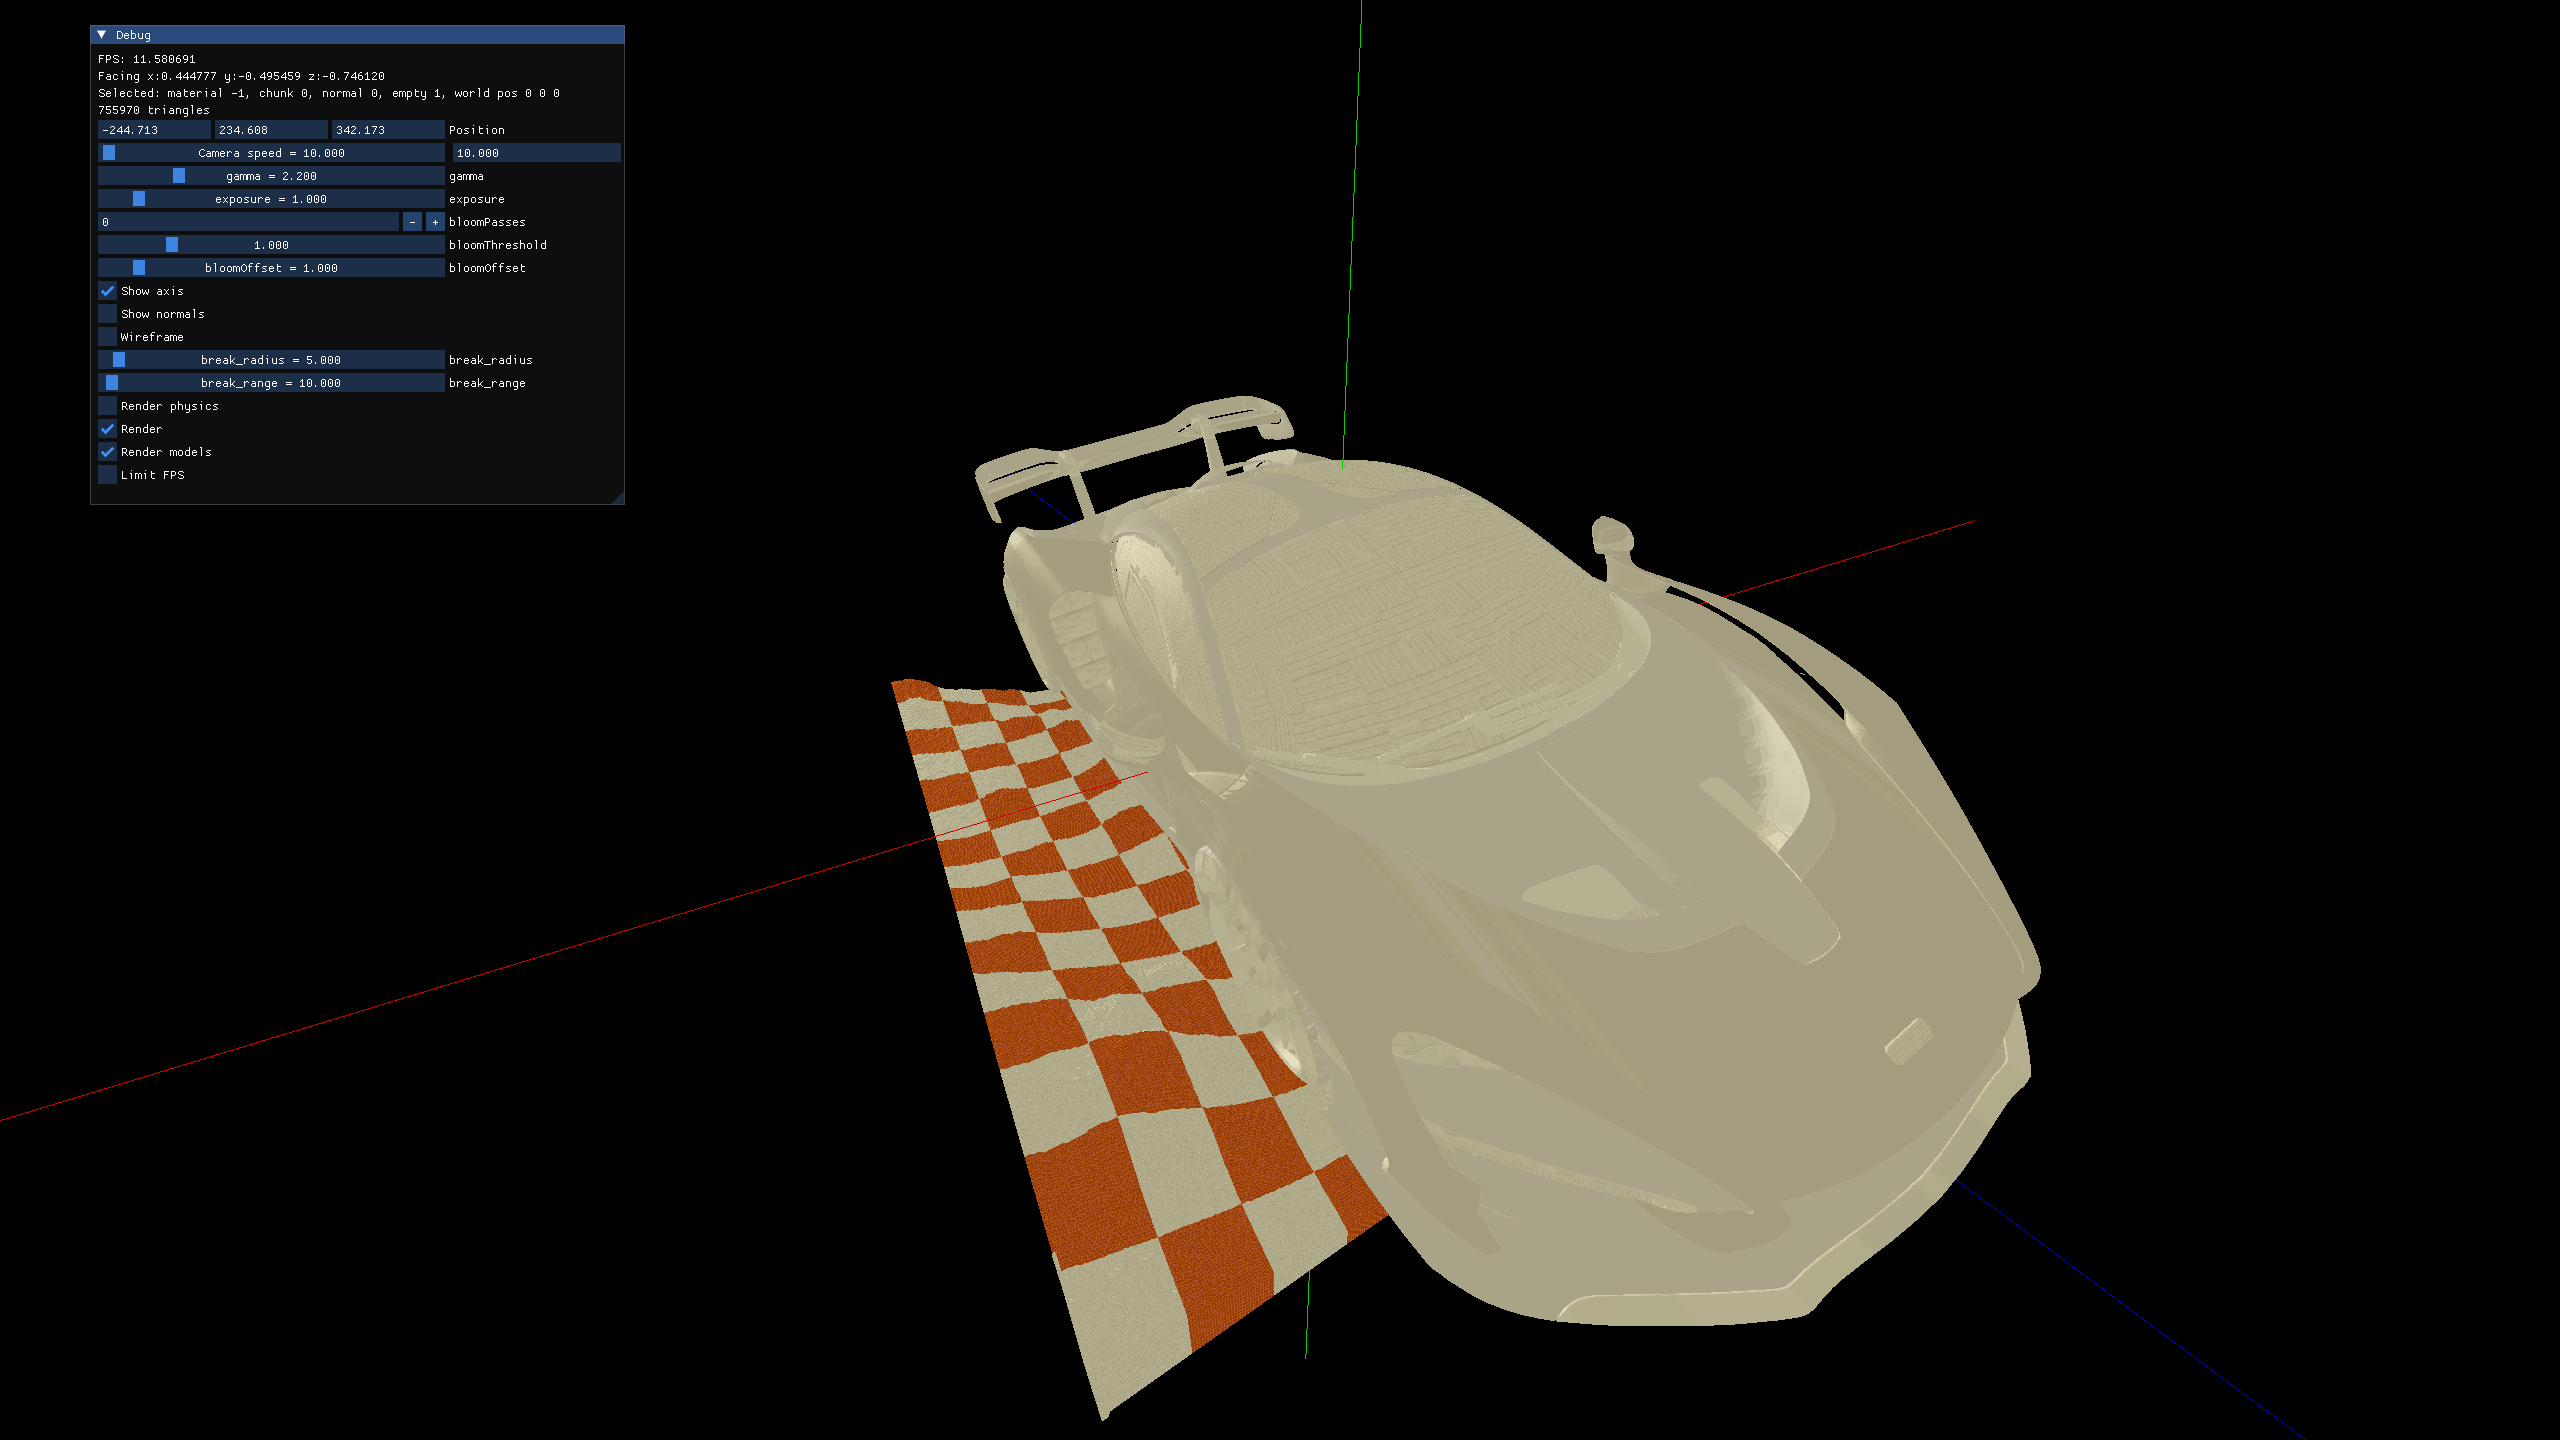 Debug
FPS: 11.580691
Facing x:0.444777 y:-0.495459 z:-0.746120
Selected: material -1, chunk 0, normal 0, empty 1, world pos 0 0 0
755970 triangles
-244.713 234.608 342.173 Position
Camera speed = 10.000 10.000
gamma = 2.200 gamma
exposure = 1.000 exposure
0 - + bloomPasses
1.000 bloomThreshold
bloomOffset = 1.000 bloomOffset
Show axis
Show normals
Wireframe
break_radius = 5.000 break_radius
break_range = 10.000 break_range
Render physics
Render
Render models
Limit FPS